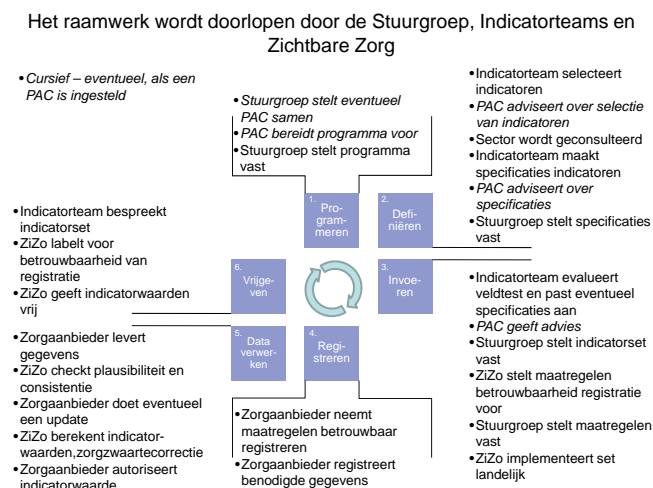 Het raamwerk wordt doorlopen door de Stuurgroep, Indicatorteams en
Zichtbare Zorg
•Cursief – eventueel, als een
PAC is ingesteld
•Stuurgroep stelt eventueel
PAC samen
•PAC bereidt programma voor
•Stuurgroep stelt programma
vast
•Indicatorteam selecteert
indicatoren
•PAC adviseert over selectie
van indicatoren
•Sector wordt geconsulteerd
•Indicatorteam maakt
specificaties indicatoren
•PAC adviseert over
specificaties
•Stuurgroep stelt specificaties
vast
1.
Pro-
gram-
meren
2.
Defi-
niëren
•Indicatorteam bespreekt
indicatorset
•ZiZo labelt voor
betrouwbaarheid van
registratie
•ZiZo geeft indicatorwaarden
vrij
6.
Vrijge-
ven
3.
Invoe-
ren
•Indicatorteam evalueert
veldtest en past eventueel
specificaties aan
•PAC geeft advies
•Stuurgroep stelt indicatorset
vast
•ZiZo stelt maatregelen
betrouwbaarheid registratie
voor
•Stuurgroep stelt maatregelen
vast
•ZiZo implementeert set
landelijk
5.
Data
verwer-
ken
4.
Regi-
streren
•Zorgaanbieder levert
gegevens
•ZiZo checkt plausibiliteit en
consistentie
•Zorgaanbieder doet eventueel
een update
•ZiZo berekent indicator-
waarden,zorgzwaartecorrectie
•Zorgaanbieder autoriseert
indicatorwaarde
•Zorgaanbieder neemt
maatregelen betrouwbaar
registreren
•Zorgaanbieder registreert
benodigde gegevens